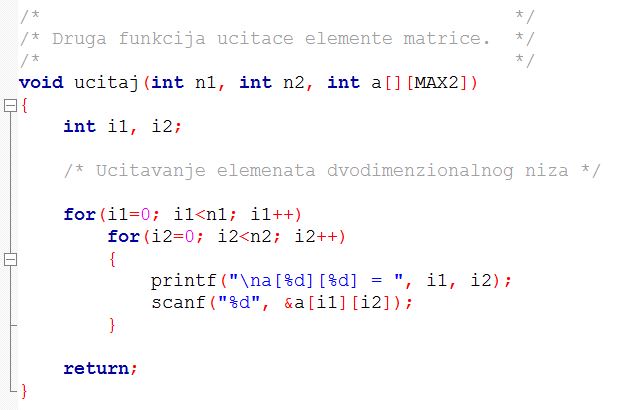 /*                                           */
/* Druga funkcija ucitace elemente matrice.  */
/*                                           */
void ucitaj(int n1, int n2, int a[][MAX2])
{
    int i1, i2;

    /* Ucitavanje elemenata dvodimenzionalnog niza */

    for(i1=0; i1<n1; i1++)
        for(i2=0; i2<n2; i2++)
        {
            printf("\na[%d][%d] = ", i1, i2);
            scanf("%d", &a[i1][i2]);
        }

    return;
}